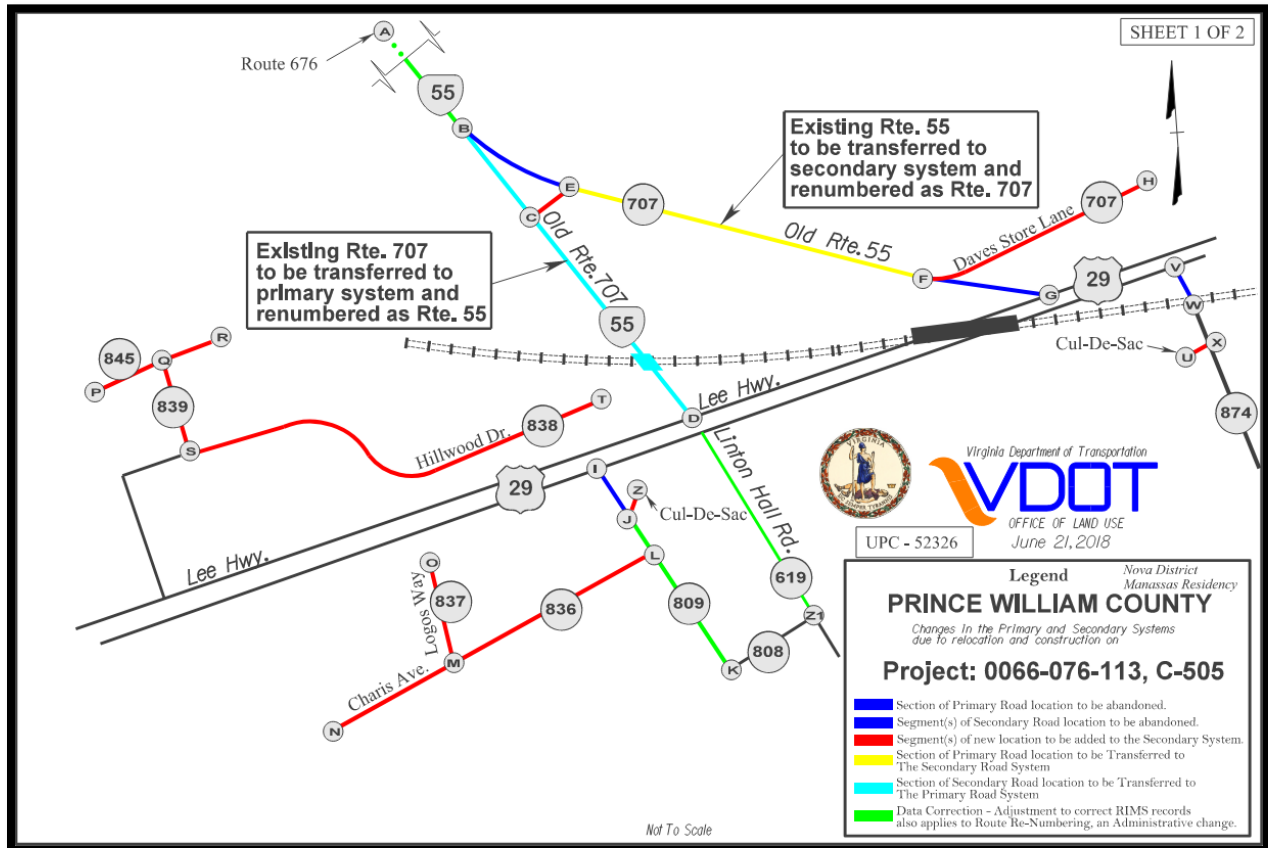 SHEET 1 OF 2
A
Route 676
55
B
Existing Rte. 55
to be transferred to
secondary system and
renumbered as Rte. 707
E
707
C
Old Rte.707
Old Rte.55
F
Daves Store Lane
707
H
G
29
V
W
X
U
Cul-De-Sac
874
Existing Rte. 707
to be transferred to
primary system and
renumbered as Rte. 55
55
D
Lee Hwy.
845
P
Q
R
839
S
Hillwood Dr.
838
T
29
Lee Hwy.
I
J
Z
Cul-De-Sac
L
Linton Hall Rd.
619
Z1
809
808
K
O
837
Logos Way
836
M
Charis Ave.
N
VIRGINIA
SIC SEMPER TYRANNIS
Virginia Department of Transportation
VDOT
OFFICE OF LAND USE
June 21, 2018
UPC - 52326
Legend
Nova District
Manassas Residency
PRINCE WILLIAM COUNTY
Changes in the Primary and Secondary Systems
due to relocation and construction on
Project: 0066-076-113, C-505
Section of Primary Road location to be abandoned.
Segment(s) of Secondary Road location to be abandoned.
Segment(s) of new location to be added to the Secondary System.
Section of Primary Road location to be Transferred to
The Secondary Road System
Section of Secondary Road location to be Transferred to
The Primary Road System
Data Correction - Adjustment to correct RIMS records
also applies to Route Re-Numbering, an Administrative change.
Not To Scale